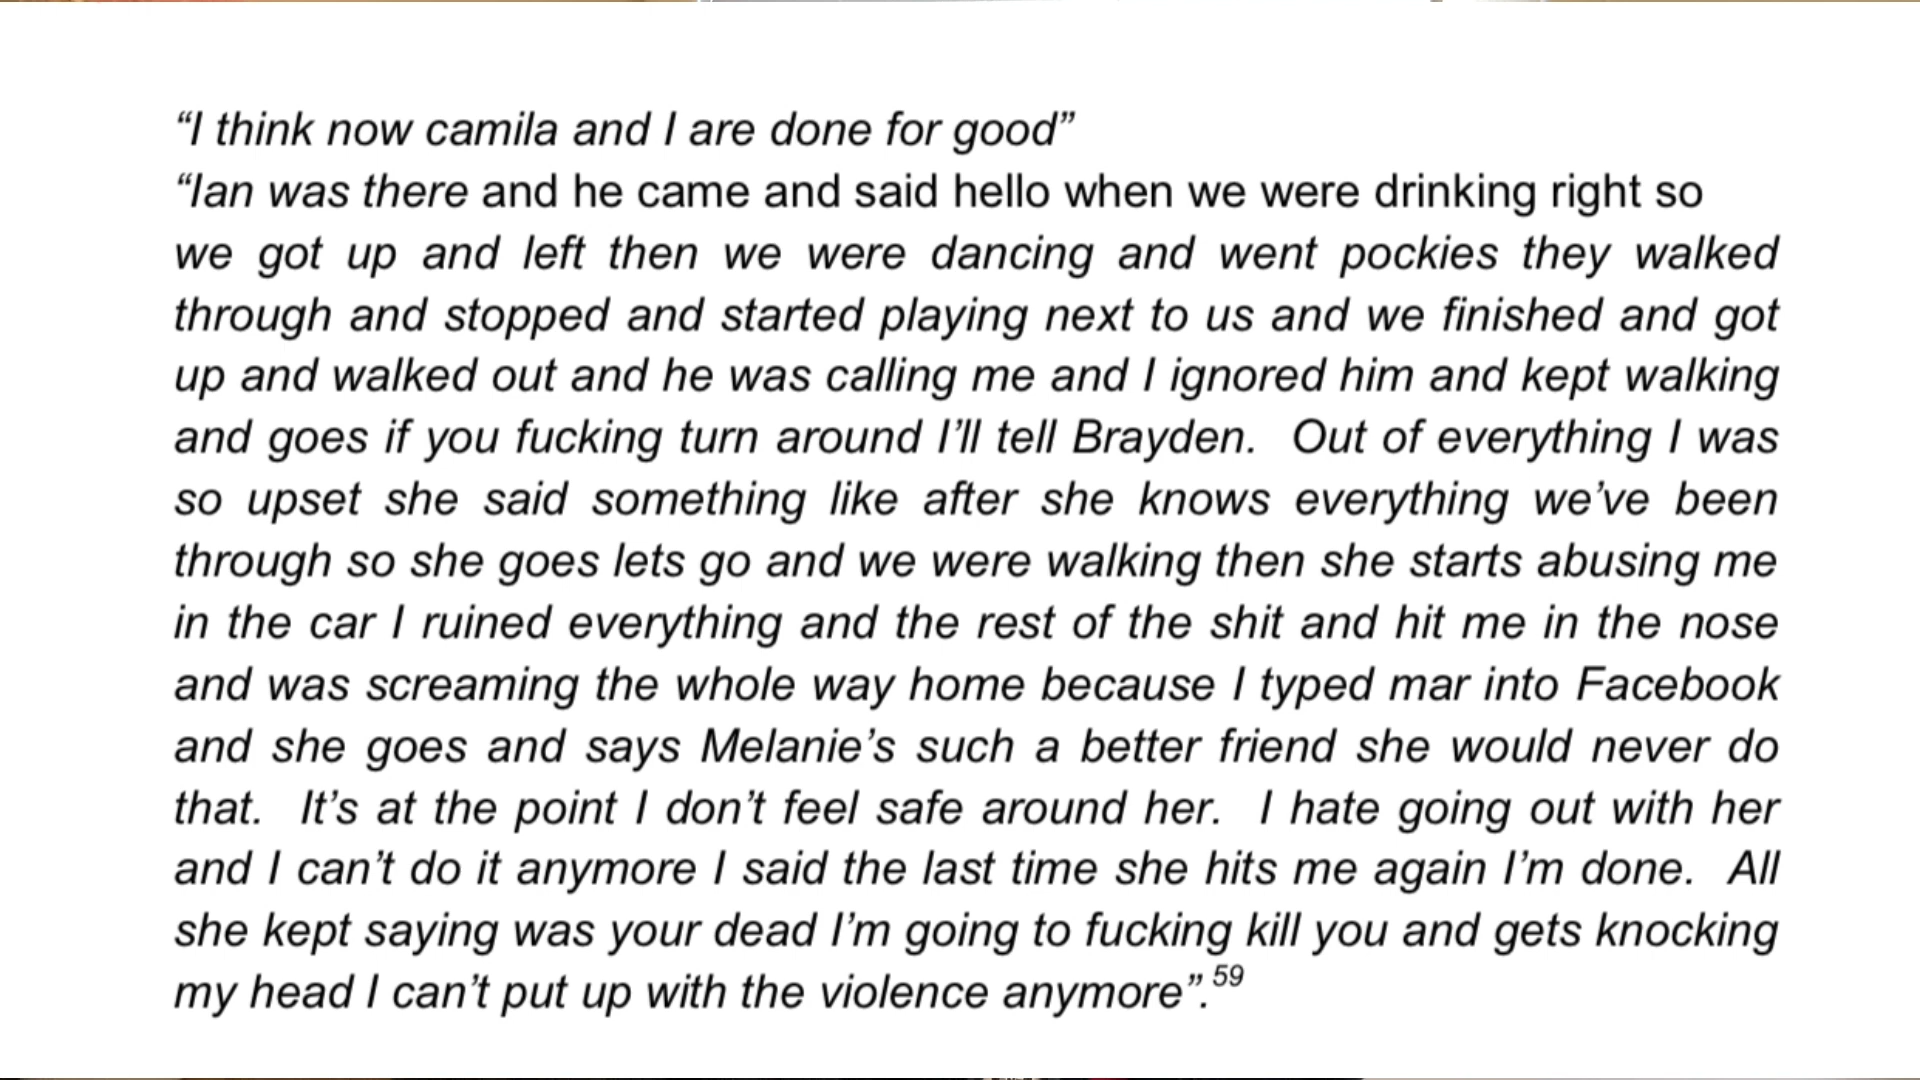 “I think now camila and I are done for good”
“Ian was there and he came and said hello when we were drinking right so
we got up and left then we were dancing and went pockies they walked
through and stopped and started playing next to us and we finished and got
up and walked out and he was calling me and I ignored him and kept walking
and goes if you fucking turn around I’ll tell Brayden. Out of everything I was
so upset she said something like after she knows everything we’ve been
through so she goes lets go and we were walking then she starts abusing me
in the car I ruined everything and the rest of the shit and hit me in the nose
and was screaming the whole way home because I typed mar into Facebook
and she goes and says Melanie’s such a better friend she would never do
that. It’s at the point I don’t feel safe around her. I hate going out with her
and I can’t do it anymore I said the last time she hits me again I’m done. All
she kept saying was your dead I’m going to fucking kill you and gets knocking
my head I can’t put up with the violence anymore”.59